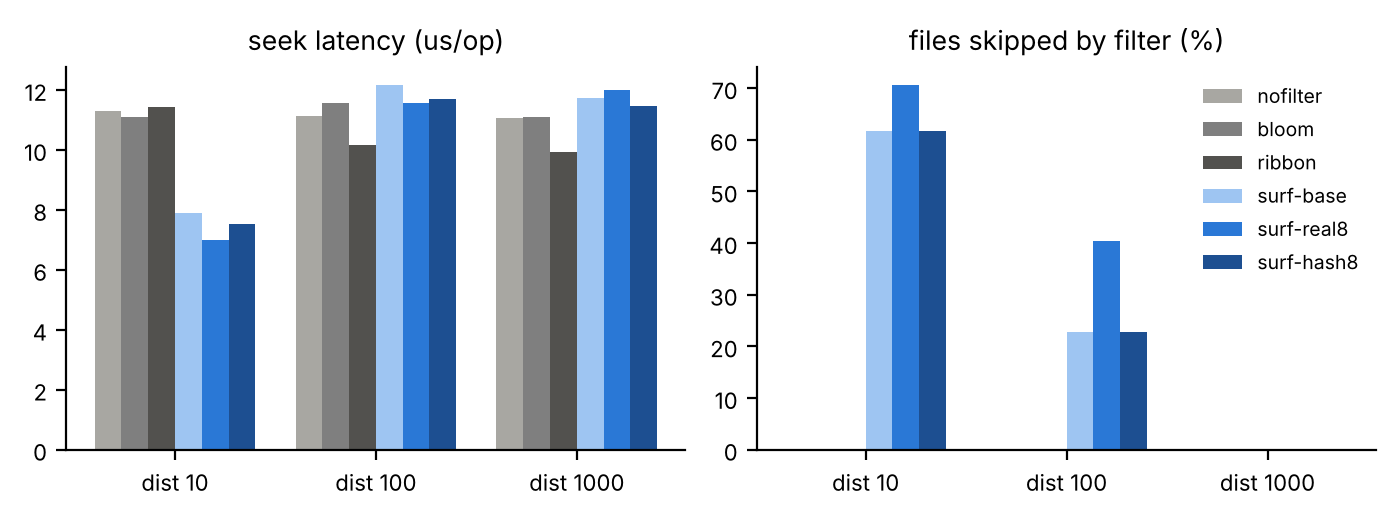 seek latency (us/op)
12
10
8
6
4
2
0
dist 10
dist 100
dist 1000
files skipped by filter (%)
70
60
50
40
30
20
10
0
dist 10
dist 100
dist 1000
nofilter
bloom
ribbon
surf-base
surf-real8
surf-hash8